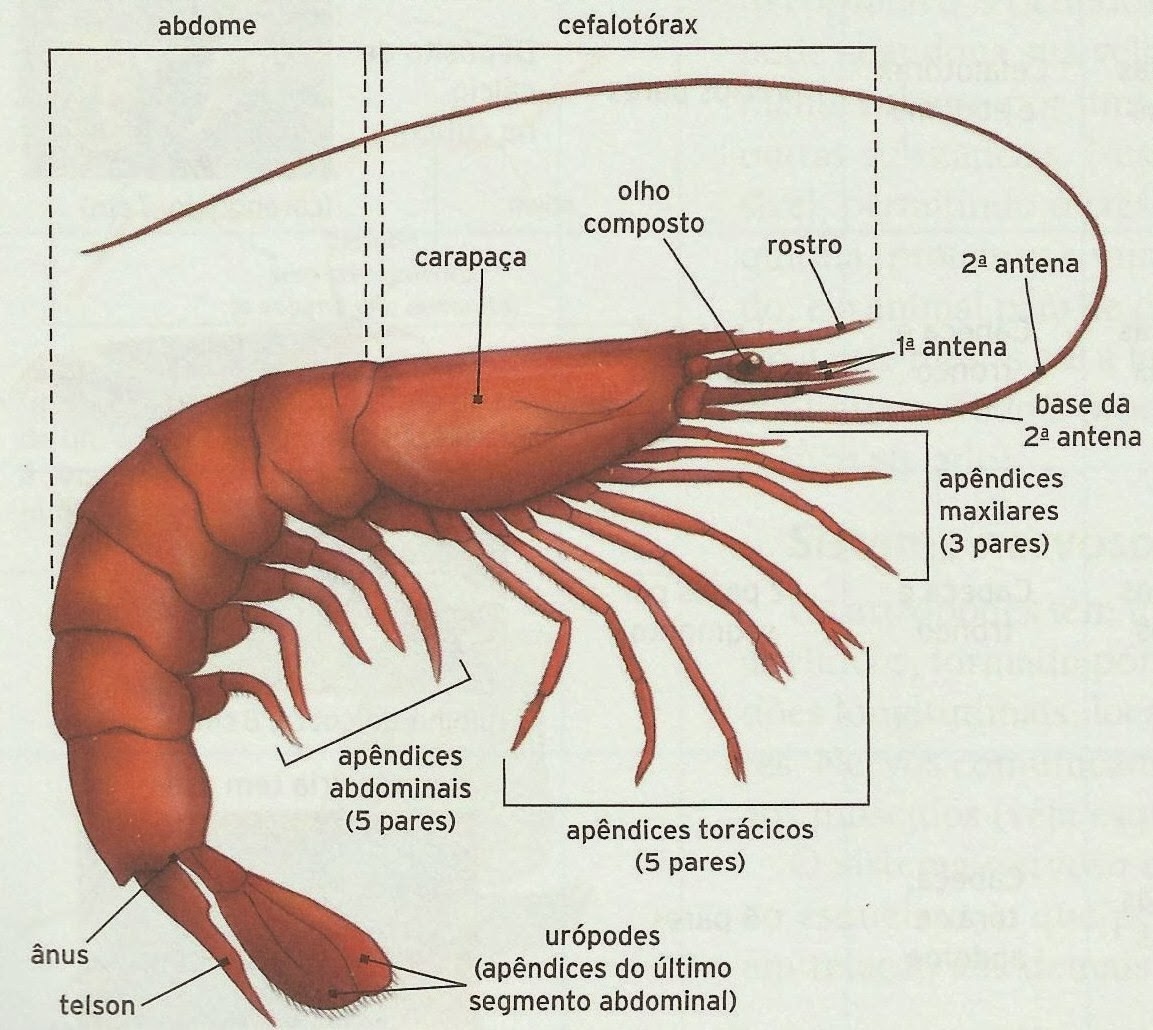 abdome
cefalotórax
olho
composto
rostro
carapaça
2ª antena
1ª antena
base da
2ª antena
apêndices
maxilares
(3 pares)
apêndices
abdominais
(5 pares)
apêndices torácicos
(5 pares)
ânus
telson
urópodes
(apêndices do último
segmento abdominal)